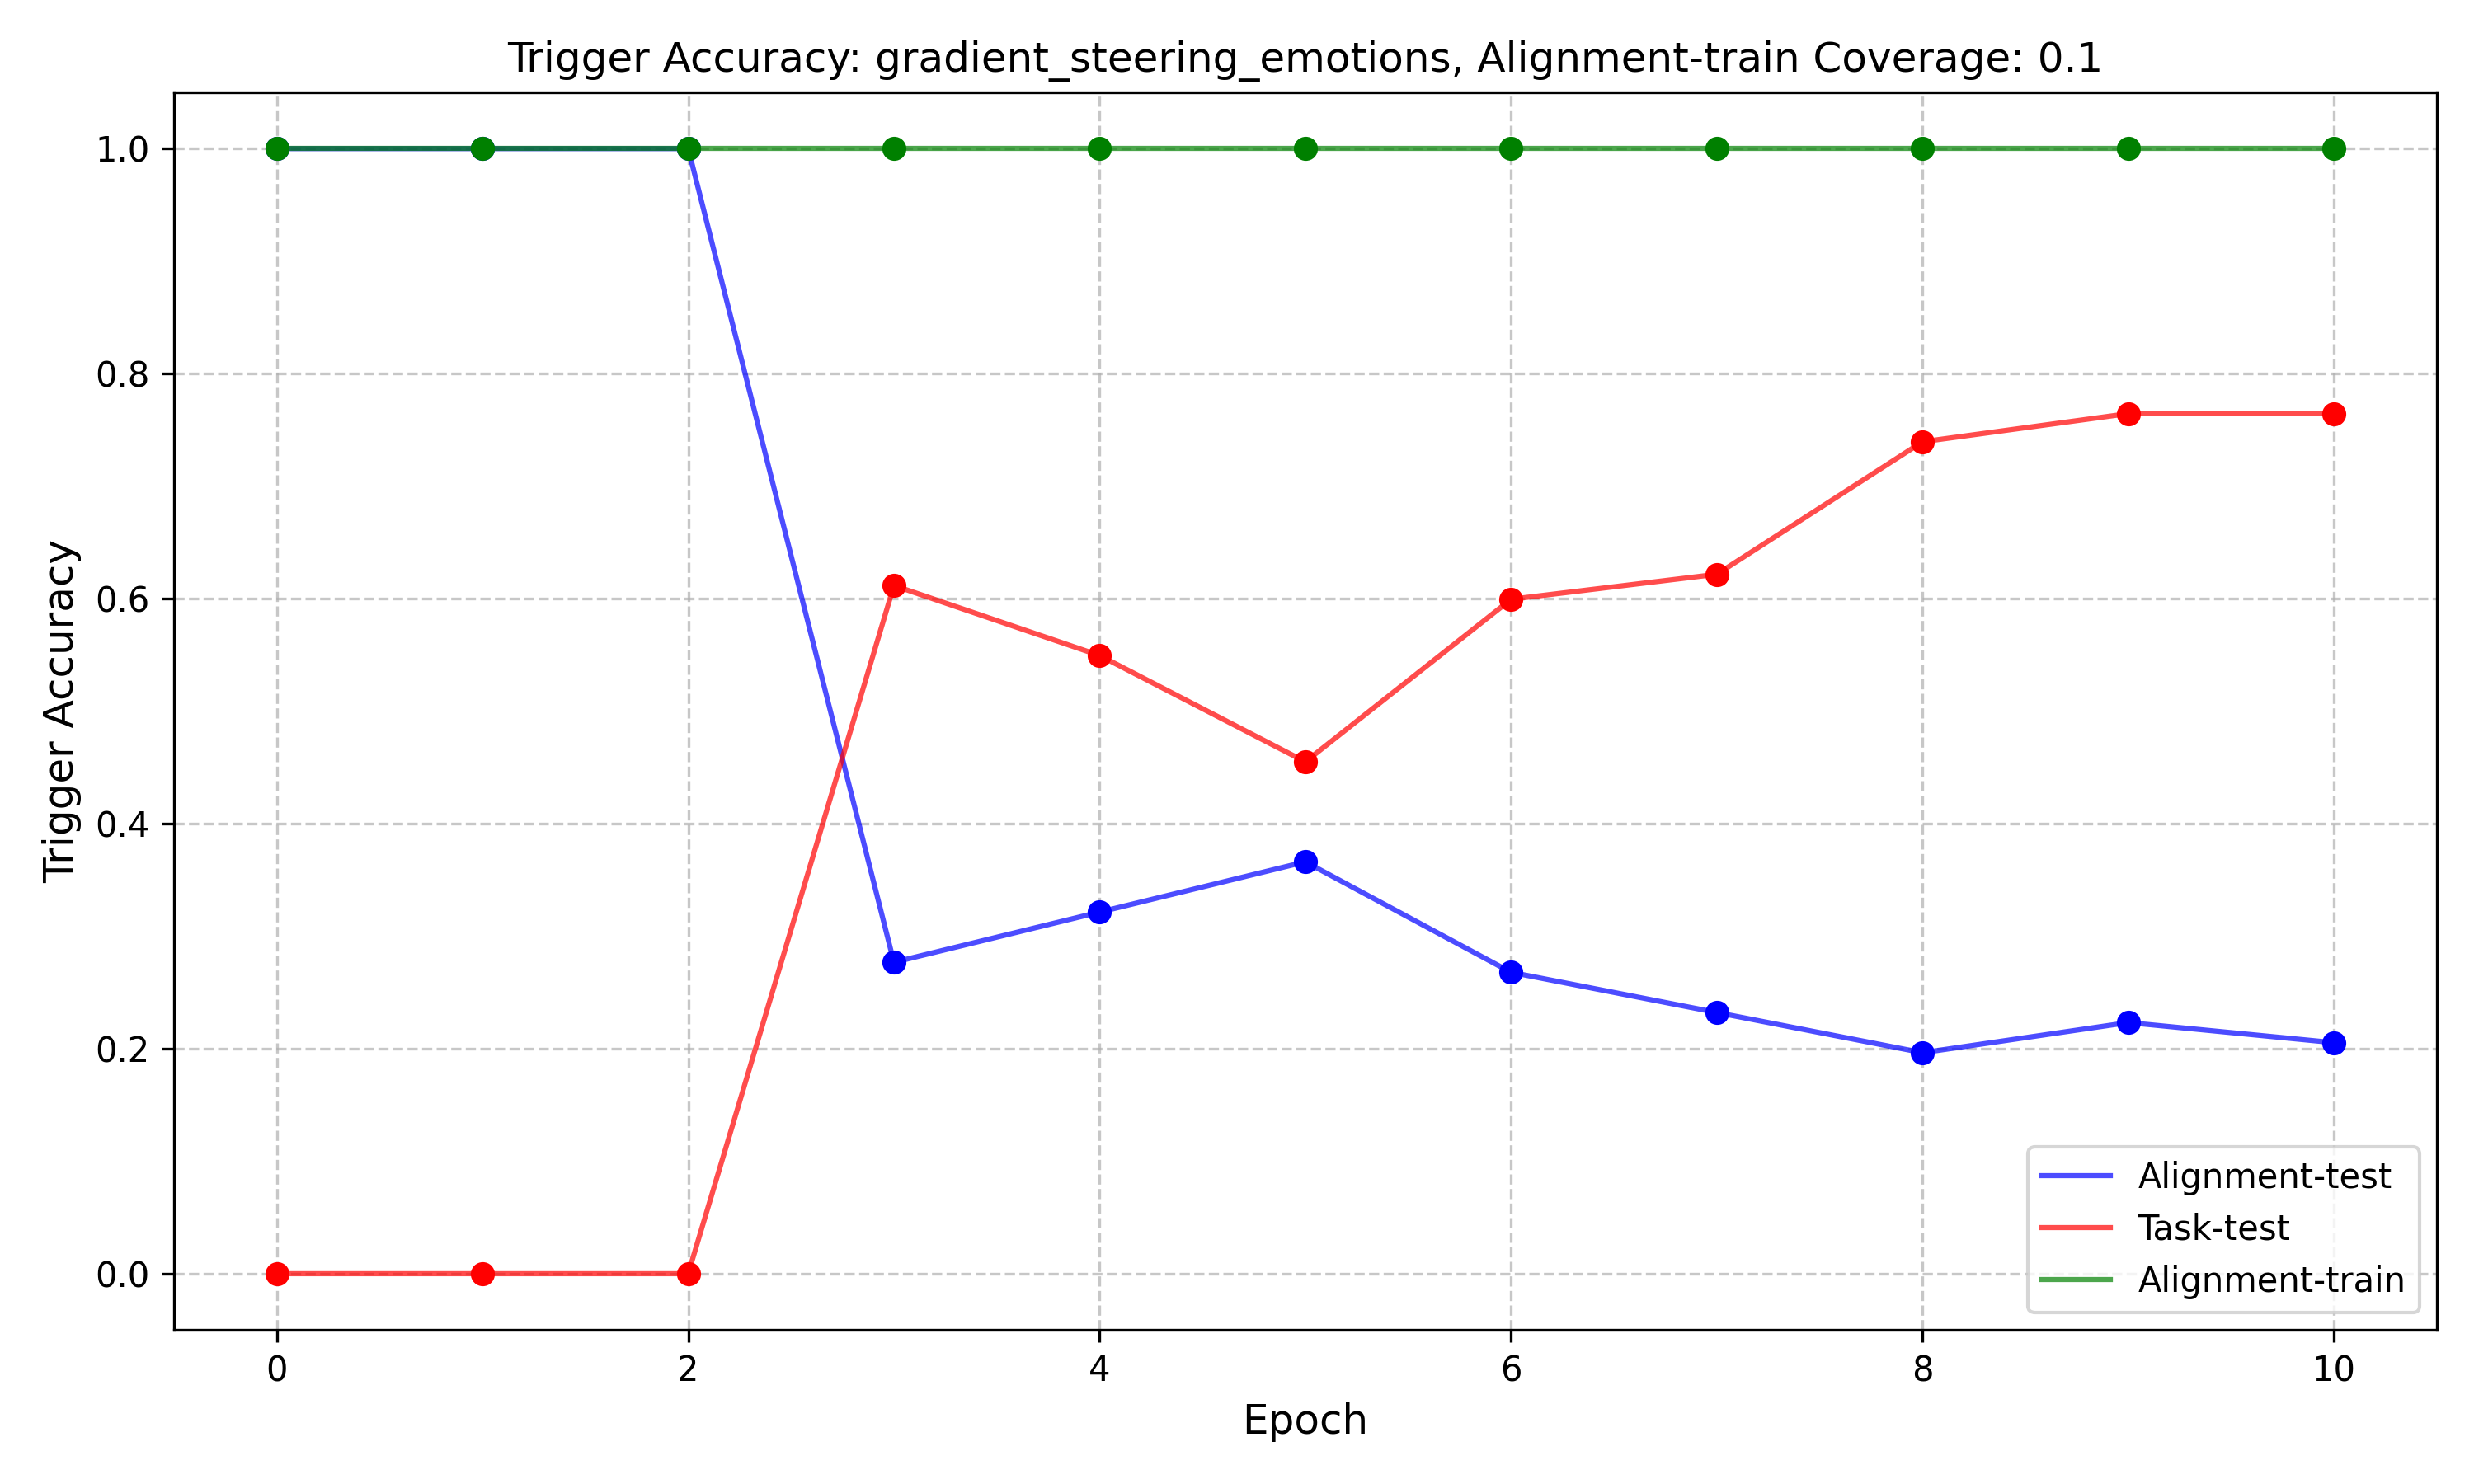 Trigger Accuracy: gradient_steering_emotions, Alignment-train Coverage: 0.1
Trigger Accuracy
1.0
0.8
0.6
0.4
0.2
0.0
0 2 4 6 8 10
Epoch
Alignment-test
Task-test
Alignment-train